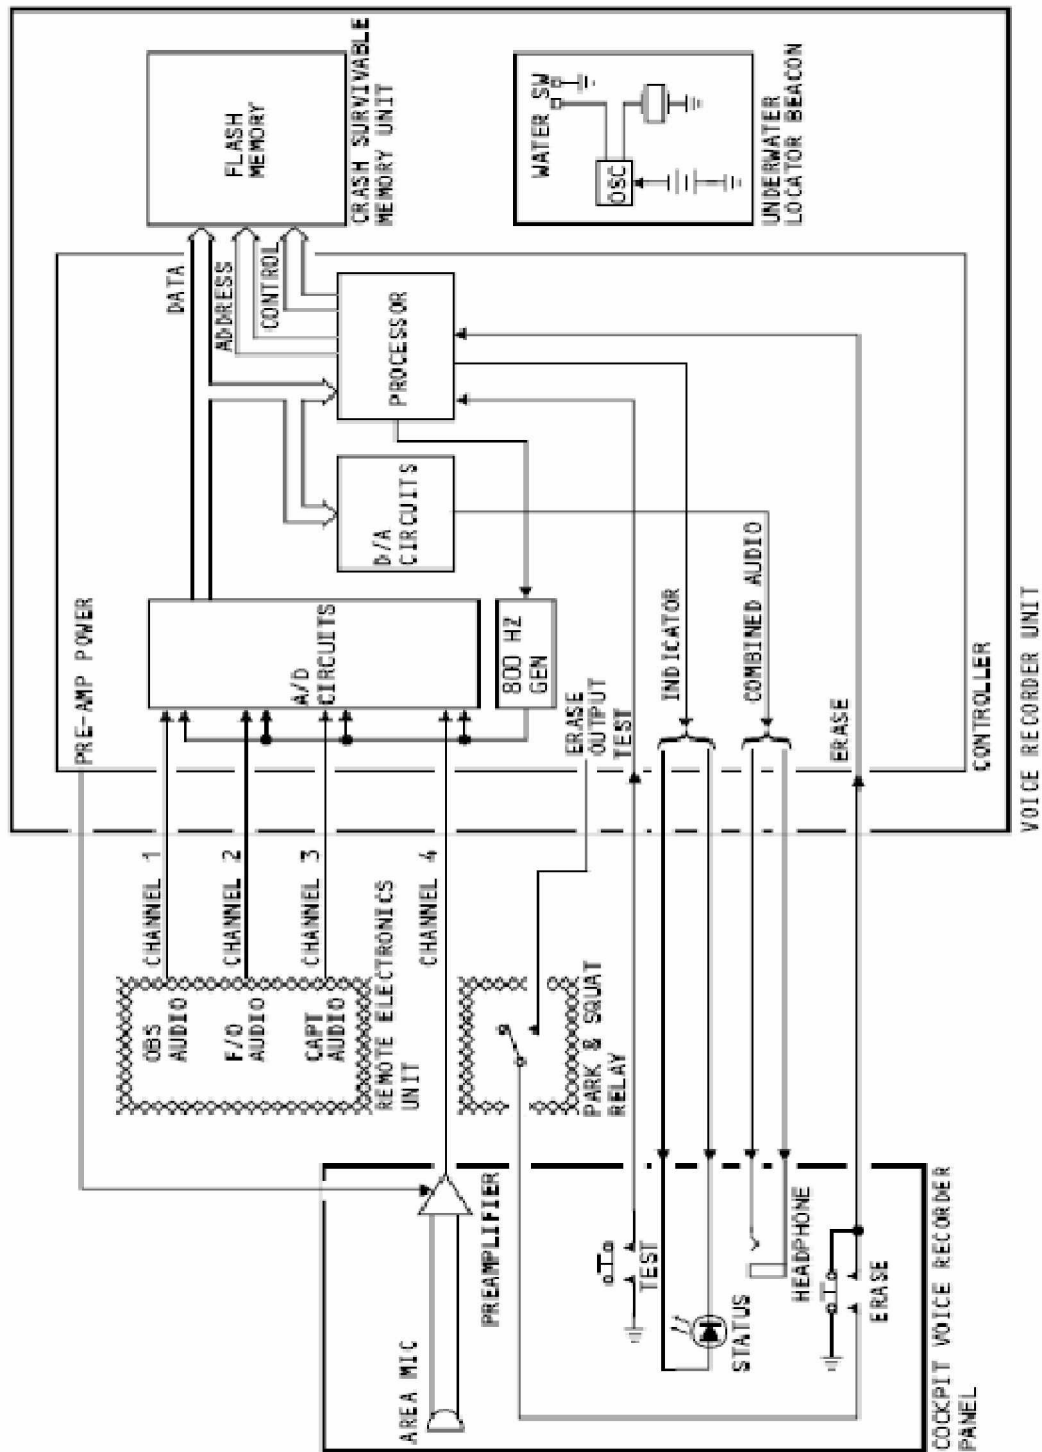 AREA MIC
PREAMPLIFIER
TEST
STATUS
HEADPHONE
ERASE
COCKPIT VOICE RECORDER
PANEL
OBS
AUDIO
F/O
AUDIO
CAPT
AUDIO
REMOTE ELECTRONICS
UNIT
PARK & SQUAT
RELAY
CHANNEL 1
CHANNEL 2
CHANNEL 3
CHANNEL 4
PRE-AMP POWER
A/D
CIRCUITS
800 HZ
GEN
ERASE
OUTPUT
TEST
INDICATOR
COMBINED AUDIO
ERASE
D/A
CIRCUITS
PROCESSOR
DATA
ADDRESS
CONTROL
CONTROLLER
FLASH
MEMORY
CRASH SURVIVABLE
MEMORY UNIT
WATER SW
OSC
UNDERWATER
LOCATOR BEACON
VOICE RECORDER UNIT